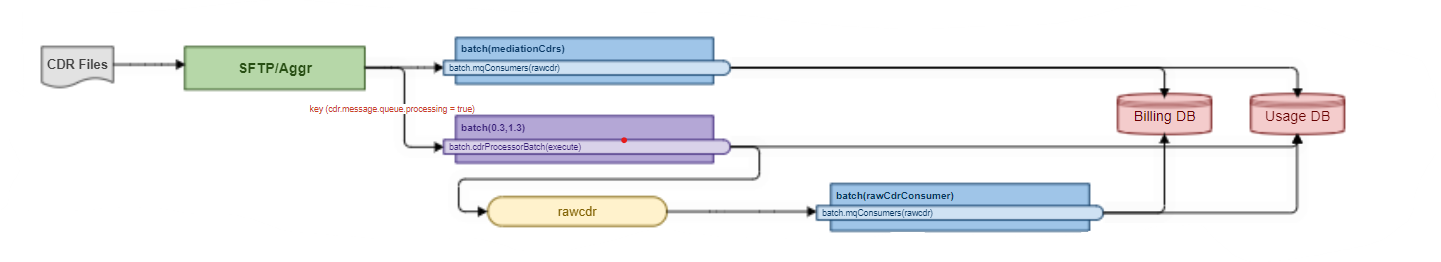 CDR Files
SFTP/Aggr
batch(mediationCdrs)
batch.mqConsumers(rawcdr)
key (cdr.message.queue.processing = true)
Billing DB
Usage DB
batch(0.3,1.3)
batch.cdrProcessorBatch(execute)
rawcdr
batch(rawCdrConsumer)
batch.mqConsumers(rawcdr)